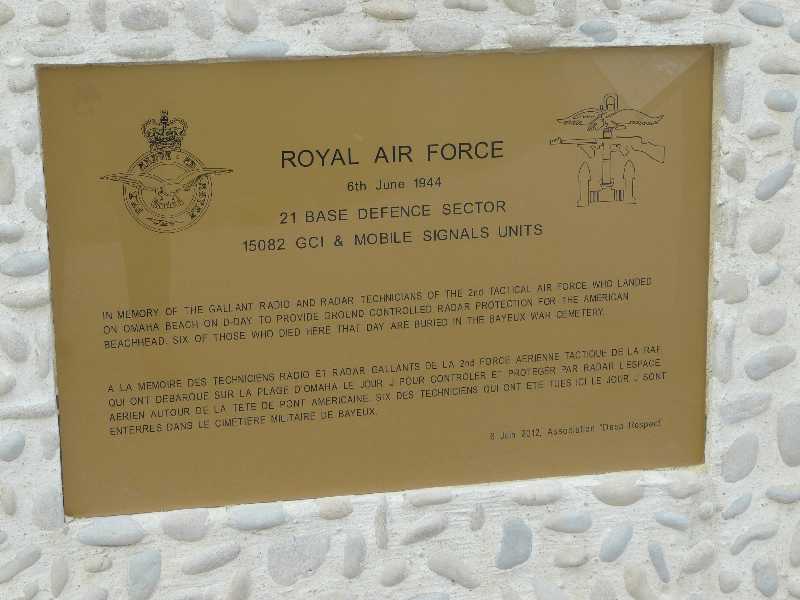 ROYAL AIR FORCE
6th June 1944
21 BASE DEFENCE SECTOR
15082 GCI & MOBILE SIGNALS UNITS
IN MEMORY OF THE GALLANT RADIO AND RADAR TECHNICIANS OF THE 2nd TACTICAL AIR FORCE WHO LANDED
ON OMAHA BEACH ON D-DAY TO PROVIDE GROUND CONTROLLED RADAR PROTECTION FOR THE AMERICAN
BEACHHEAD. SIX OF THOSE WHO DIED HERE THAT DAY ARE BURIED IN THE BAYEUX WAR CEMETERY.
A LA MEMOIRE DES TECHNICIENS RADIO ET RADAR GALLANTS DE LA 2nd FORCE AERIENNE TACTIQUE DE LA RAF
QUI ONT DEBARQUE SUR LA PLAGE D'OMAHA LE JOUR J POUR CONTROLER ET PROTEGER PAR RADAR L'ESPACE
AERIEN AUTOUR DE LA TETE DE PONT AMERICAINE. SIX DES TECHNICIENS QUI ONT ETE TUES ICI LE JOUR J SONT
ENTERRES DANS LE CIMETIERE MILITAIRE DE BAYEUX.
6 Juin 2012, Association "Deep Respect"